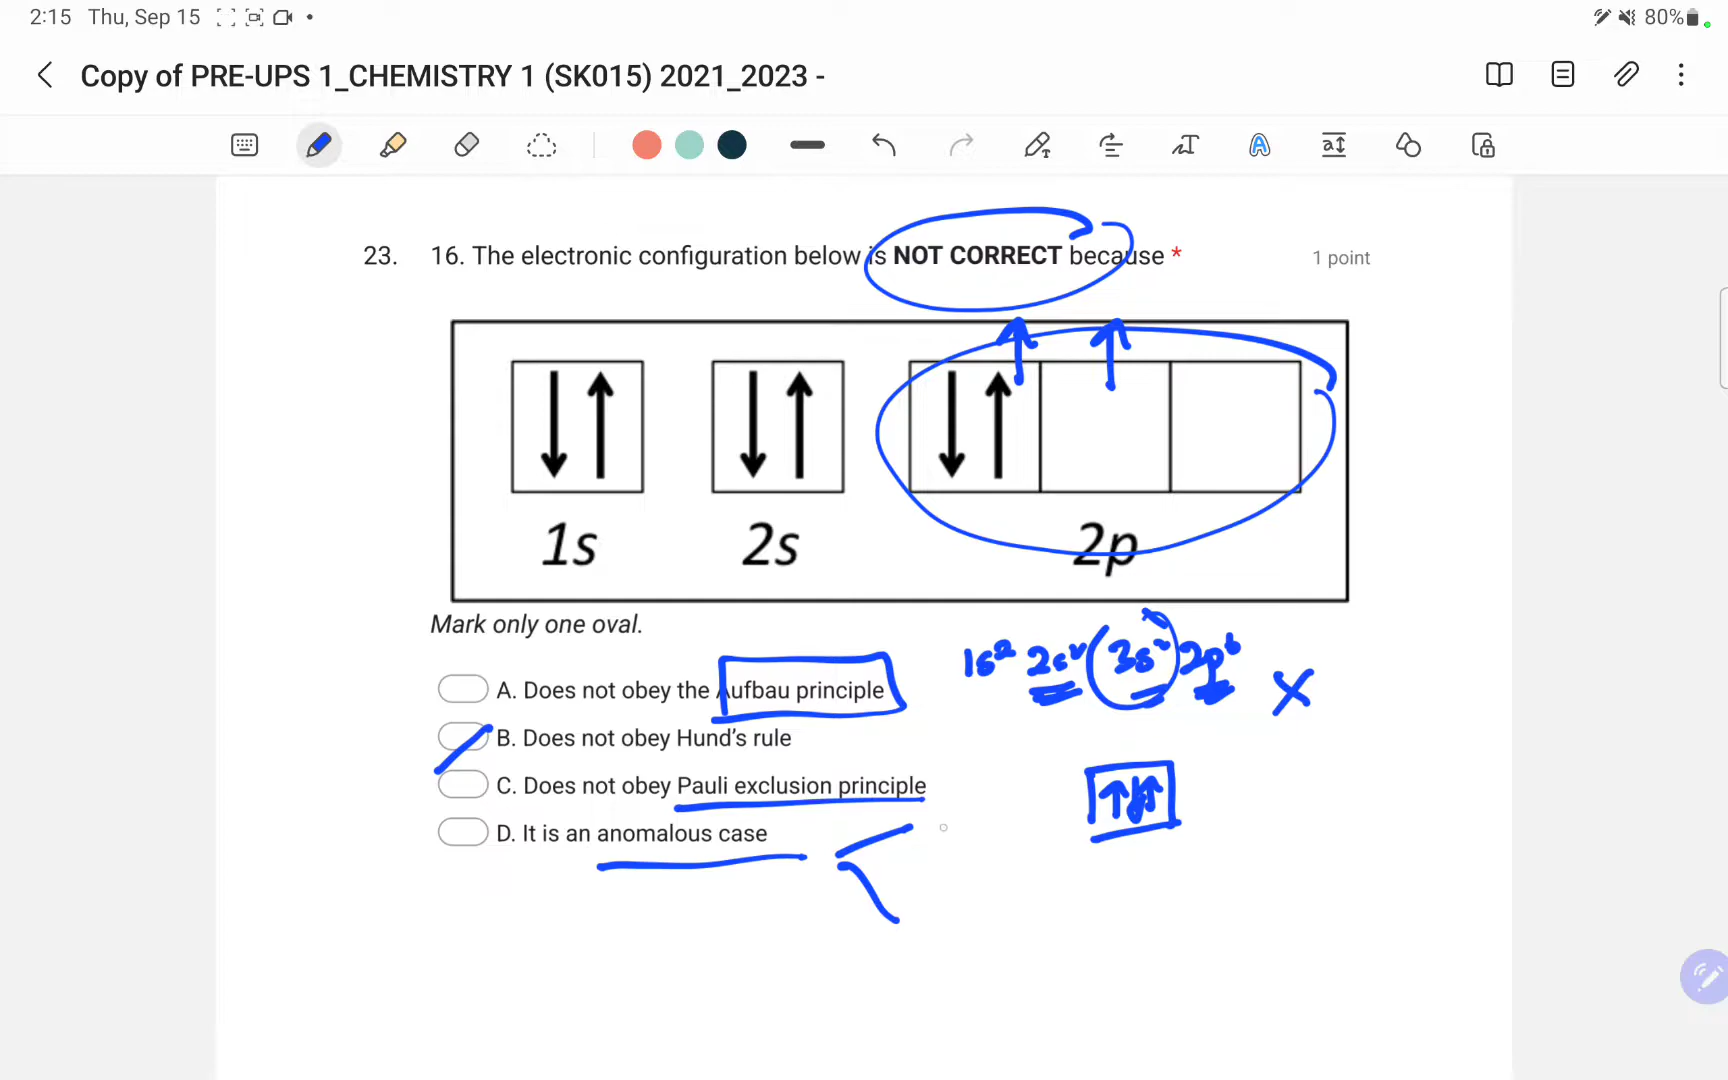 2:15 Thu, Sep 15 80%
Copy of PRE-UPS 1_CHEMISTRY 1 (SK015) 2021_2023 -
23. 16. The electronic configuration below is NOT CORRECT because * 1 point
1s 2s 2p
Mark only one oval.
1s² 2s² 3s² 2p⁶ X
A. Does not obey the Aufbau principle
B. Does not obey Hund's rule
C. Does not obey Pauli exclusion principle
D. It is an anomalous case